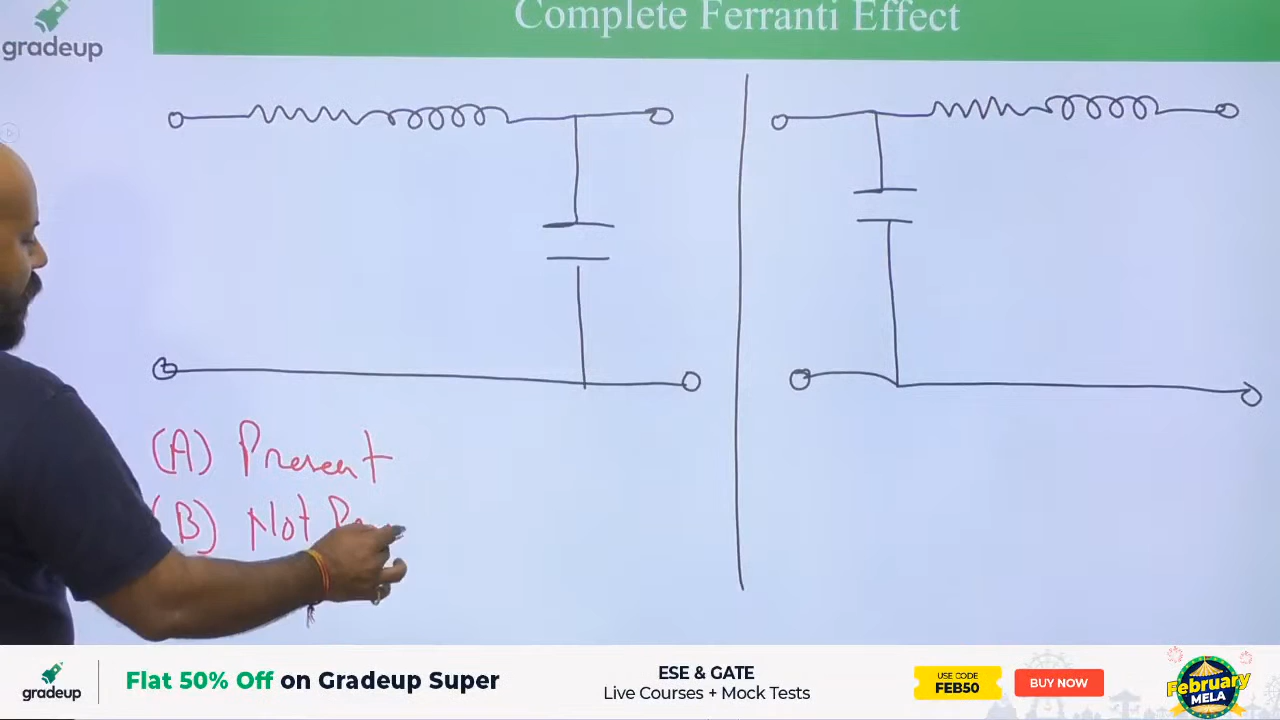 Complete Ferranti Effect
gradeup
(A) Present
(B) Not
gradeup
Flat 50% Off on Gradeup Super
ESE & GATE
Live Courses + Mock Tests
USE CODE
FEB50
BUY NOW
February
MELA